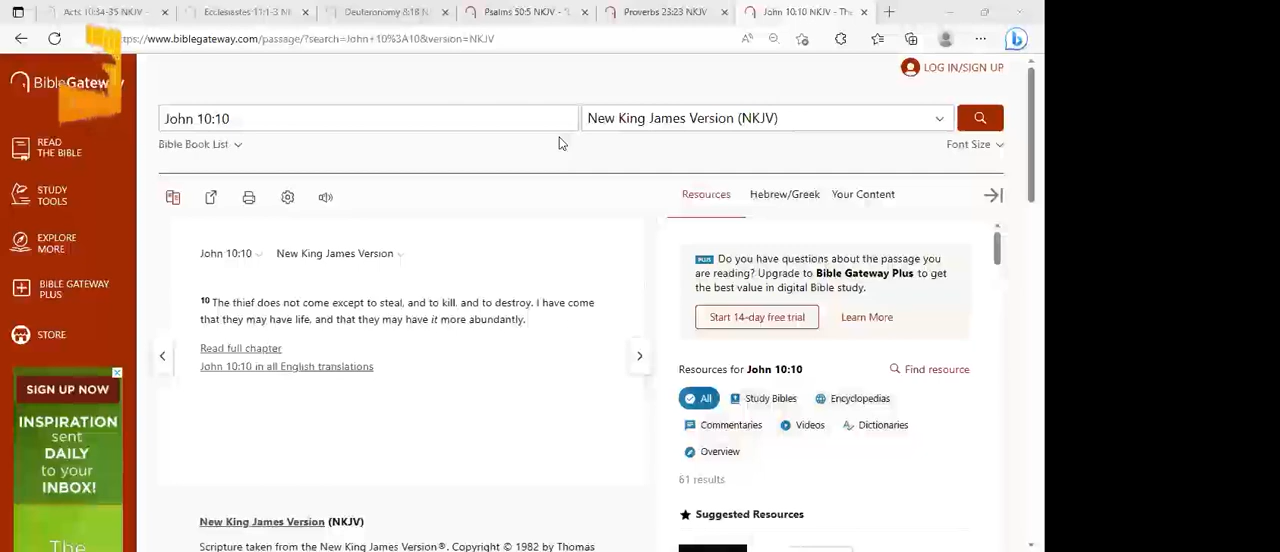 Acts 10:34-35 NKJV -
Ecclesiastes 11:1-3 N
Deuteronomy 8:18 N
Psalms 50:5 NKJV - "
Proverbs 23:23 NKJV
John 10:10 NKJV - The
ttps://www.biblegateway.com/passage/?search=John+10%3A10&version=NKJV
BibleGatew y
LOG IN/SIGN UP
John 10:10
New King James Version (NKJV)
Bible Book List
Font Size
READ
THE BIBLE
STUDY
TOOLS
EXPLORE
MORE
BIBLE GATEWAY
PLUS
STORE
Resources
Hebrew/Greek
Your Content
John 10:10
New King James Version
10 The thief does not come except to steal, and to kill, and to destroy. I have come
that they may have life, and that they may have it more abundantly.
Read full chapter
John 10:10 in all English translations
PLUS Do you have questions about the passage you
are reading? Upgrade to Bible Gateway Plus to get
the best value in digital Bible study.
Start 14-day free trial
Learn More
Resources for John 10:10
Find resource
All
Study Bibles
Encyclopedias
Commentaries
Videos
Dictionaries
Overview
61 results
Suggested Resources
SIGN UP NOW
INSPIRATION
sent
DAILY
to your
INBOX!
The
New King James Version (NKJV)
Scripture taken from the New King James Version®. Copyright © 1982 by Thomas